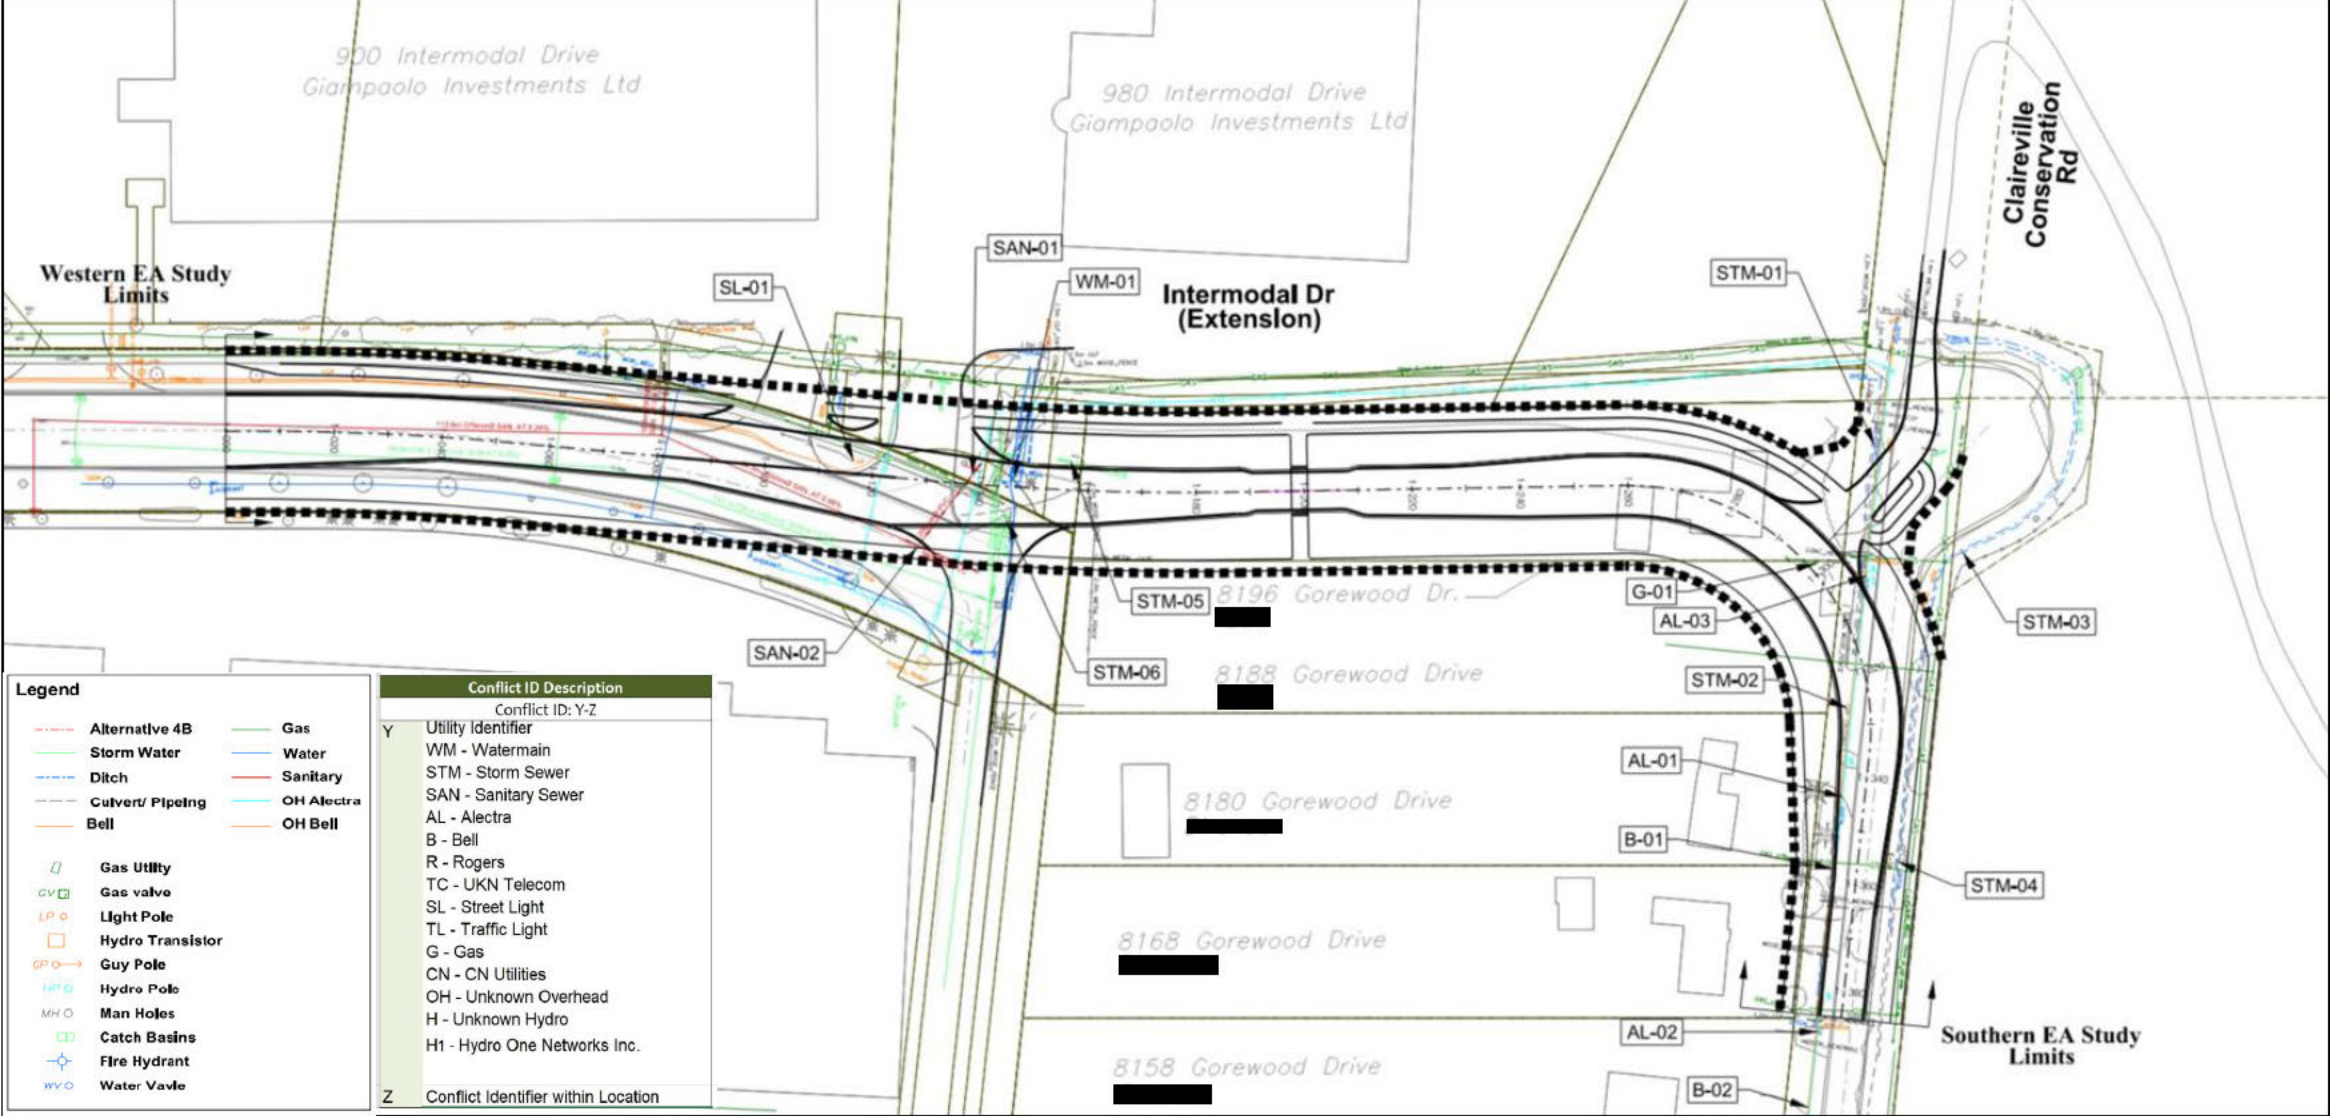 900 Intermodal Drive
Giampaolo Investments Ltd
980 Intermodal Drive
Giampaolo Investments Ltd
Claireville
Conservation
Rd
Western EA Study
Limits
SL-01
SAN-01
WM-01
Intermodal Dr
(Extension)
STM-01
STM-05
8196 Gorewood Dr.
G-01
AL-03
STM-03
SAN-02
STM-06
8188 Gorewood Drive
STM-02
AL-01
8180 Gorewood Drive
B-01
STM-04
8168 Gorewood Drive
AL-02
Southern EA Study
Limits
8158 Gorewood Drive
B-02
Legend
Alternative 4B
Gas
Storm Water
Water
Ditch
Sanitary
Culvert/ Pipeing
OH Alectra
Bell
OH Bell
Gas Utility
GV Gas valve
LP Light Pole
Hydro Transistor
GP Guy Pole
HP Hydro Pole
MH Man Holes
Catch Basins
Fire Hydrant
WV Water Vavle
Conflict ID Description
Conflict ID: Y-Z
Y Utility Identifier
WM - Watermain
STM - Storm Sewer
SAN - Sanitary Sewer
AL - Alectra
B - Bell
R - Rogers
TC - UKN Telecom
SL - Street Light
TL - Traffic Light
G - Gas
CN - CN Utilities
OH - Unknown Overhead
H - Unknown Hydro
H1 - Hydro One Networks Inc.
Z Conflict Identifier within Location